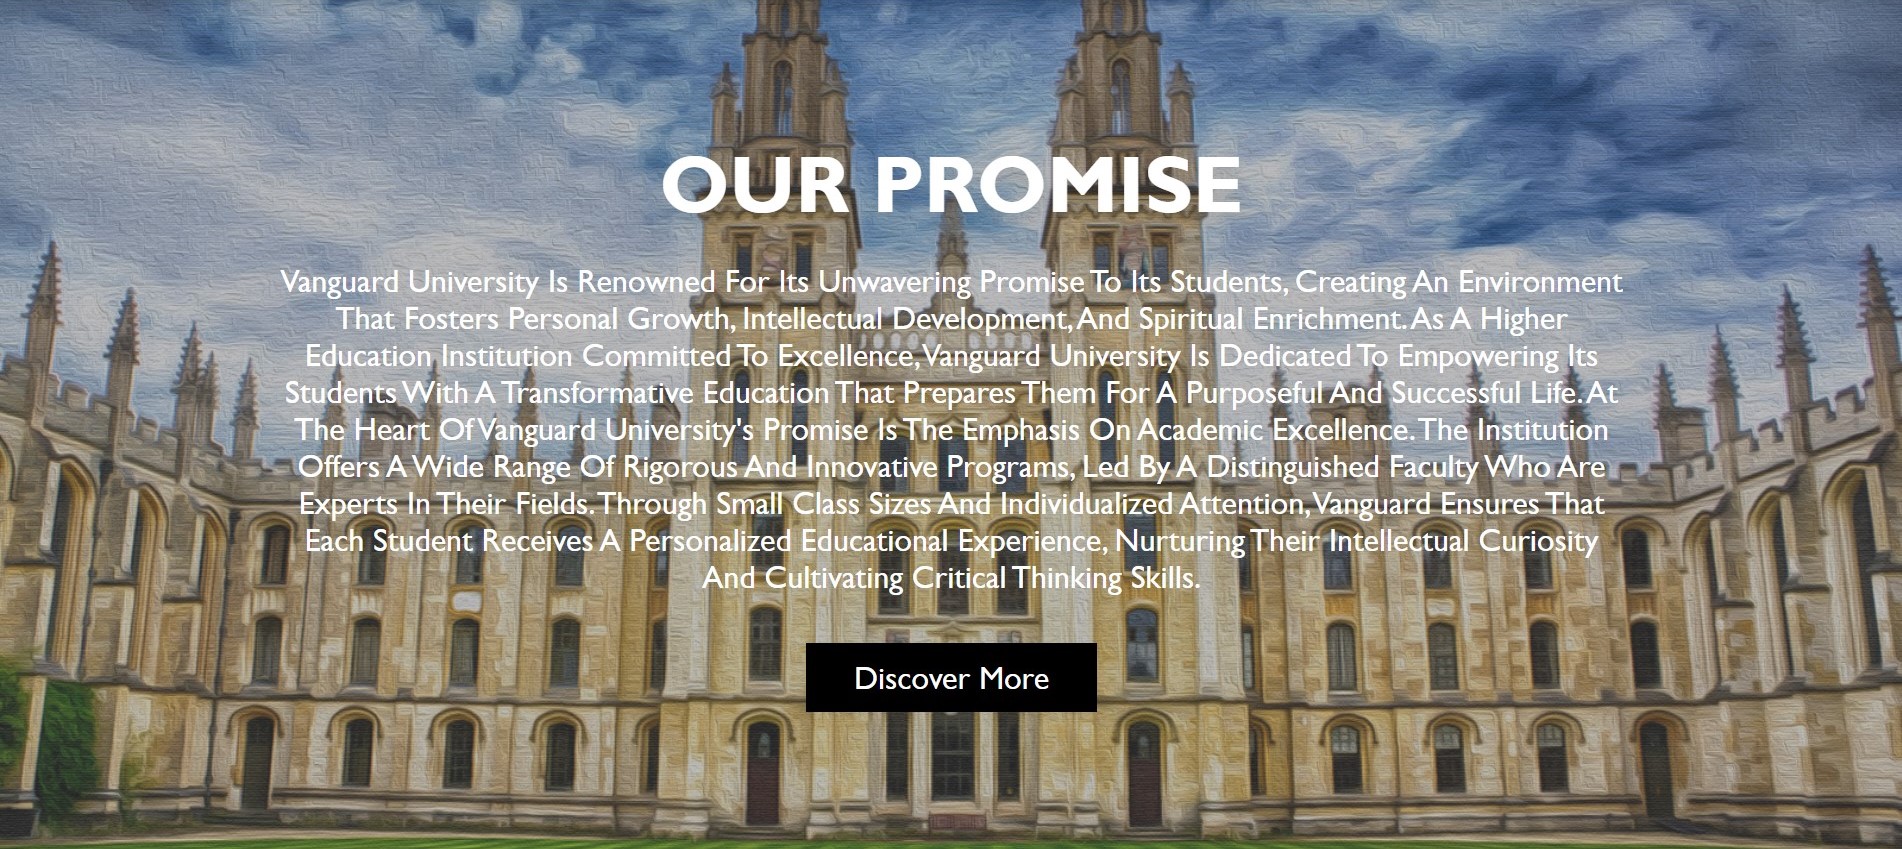 OUR PROMISE
Vanguard University Is Renowned For Its Unwavering Promise To Its Students, Creating An Environment
That Fosters Personal Growth, Intellectual Development, And Spiritual Enrichment. As A Higher
Education Institution Committed To Excellence, Vanguard University Is Dedicated To Empowering Its
Students With A Transformative Education That Prepares Them For A Purposeful And Successful Life. At
The Heart Of Vanguard University's Promise Is The Emphasis On Academic Excellence. The Institution
Offers A Wide Range Of Rigorous And Innovative Programs, Led By A Distinguished Faculty Who Are
Experts In Their Fields. Through Small Class Sizes And Individualized Attention, Vanguard Ensures That
Each Student Receives A Personalized Educational Experience, Nurturing Their Intellectual Curiosity
And Cultivating Critical Thinking Skills.
Discover More